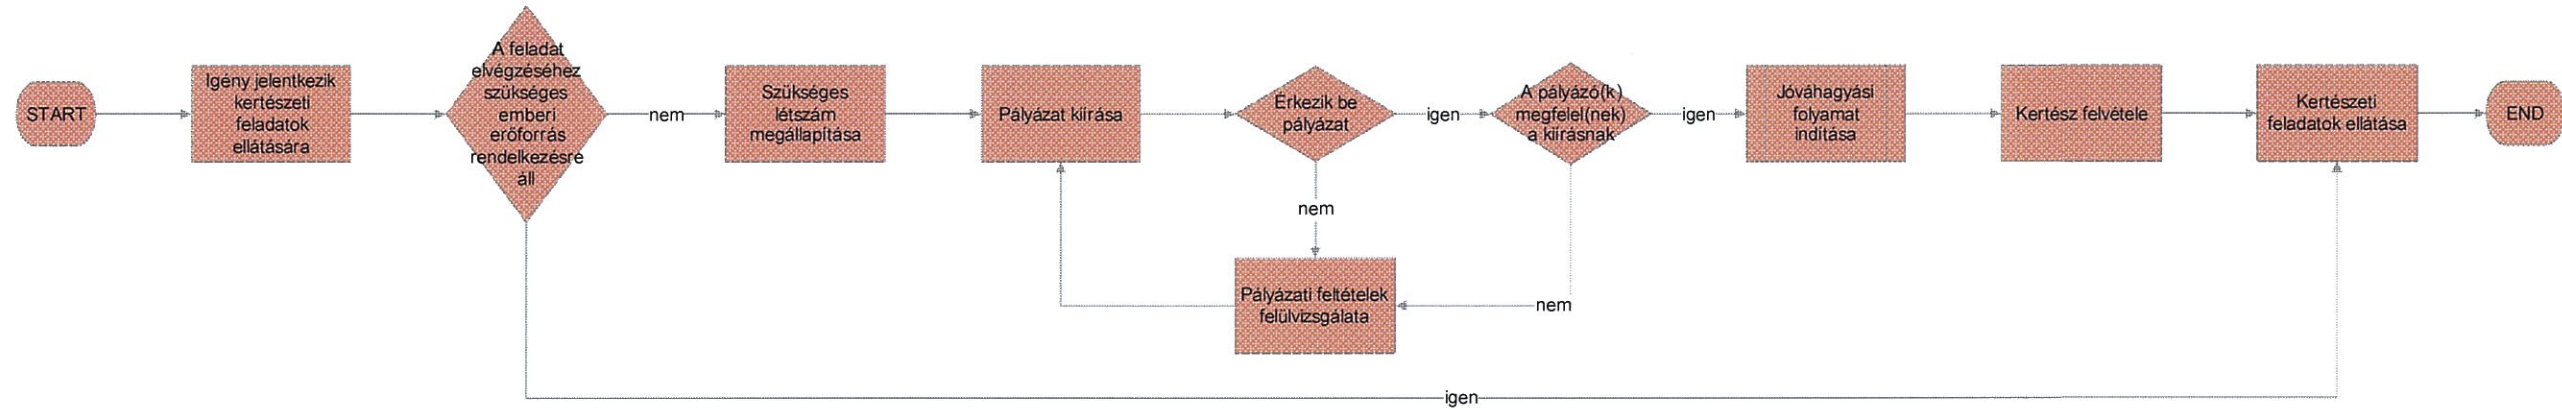 START
Igény jelentkezik
kertészeti
feladatok
ellátására
A feladat
elvégzéséhez
szükséges
emberi
erőforrás
rendelkezésre
áll
nem
Szükséges
létszám
megállapítása
Pályázat kiírása
Érkezik be
pályázat
igen
A pályázó(k)
megfelel(nek)
a kiírásnak
igen
Jóváhagyási
folyamat
indítása
Kertész felvétele
Kertészeti
feladatok ellátása
END
nem
Pályázati feltételek
felülvizsgálata
nem
igen